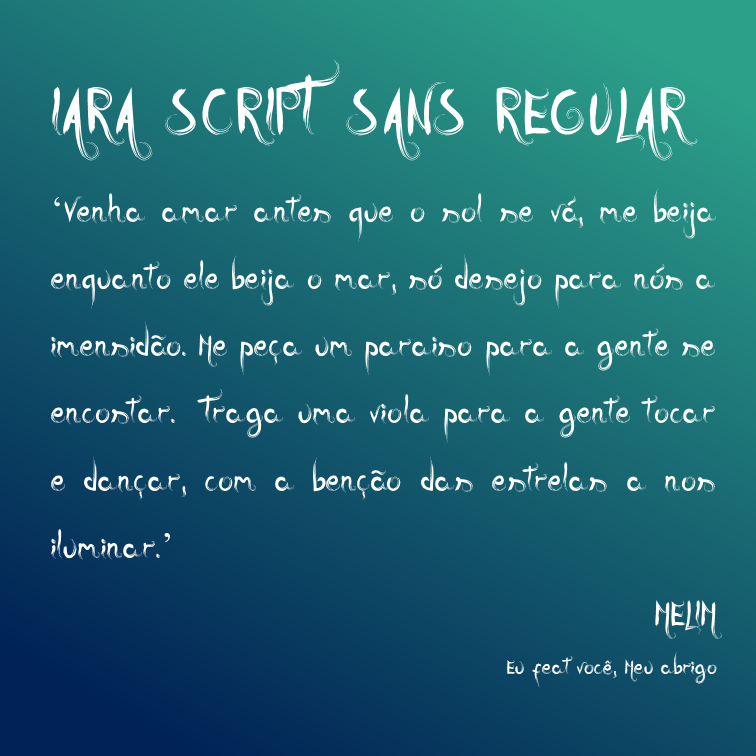 IARA SCRIPT SANS REGULAR
‘Venha amar antes que o sol se vá, me beija
enquanto ele beija o mar, só desejo para nós a
imensidão. Me peça um paraiso para a gente se
encostar. Traga uma viola para a gente tocar
e dançar, com a benção das estrelas a nos
iluminar.’
MELIM
Eu feat você, Meu abrigo